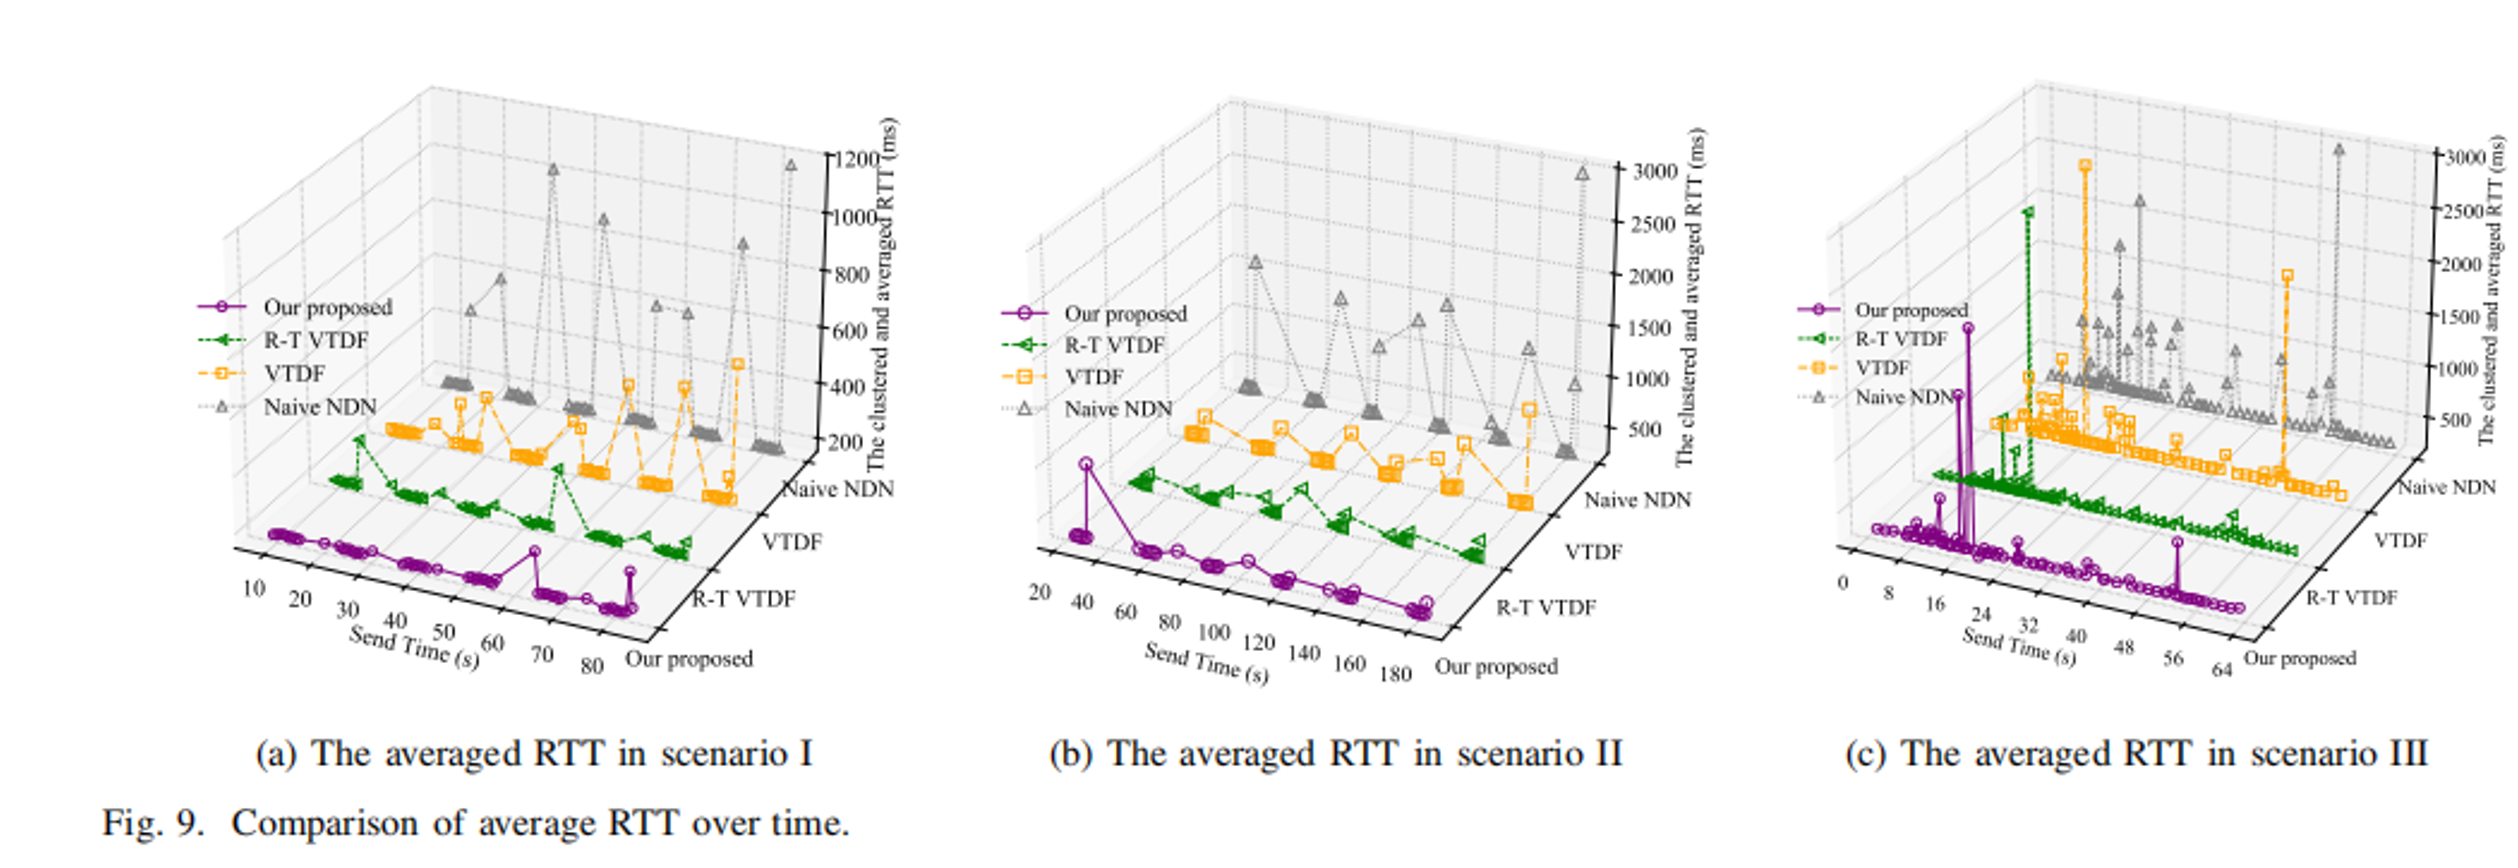 Our proposed
R-T VTDF
VTDF
Naive NDN
1200
1000
800
600
400
200
The clustered and averaged RTT (ms)
10
20
30
40
50
60
70
80
Send Time (s)
Naive NDN
VTDF
R-T VTDF
Our proposed
(a) The averaged RTT in scenario I
Our proposed
R-T VTDF
VTDF
Naive NDN
3000
2500
2000
1500
1000
500
The clustered and averaged RTT (ms)
20
40
60
80
100
120
140
160
180
Send Time (s)
Naive NDN
VTDF
R-T VTDF
Our proposed
(b) The averaged RTT in scenario II
Our proposed
R-T VTDF
VTDF
Naive NDN
3000
2500
2000
1500
1000
500
The clustered and averaged RTT (ms)
0
8
16
24
32
40
48
56
64
Send Time (s)
Naive NDN
VTDF
R-T VTDF
Our proposed
(c) The averaged RTT in scenario III
Fig. 9. Comparison of average RTT over time.